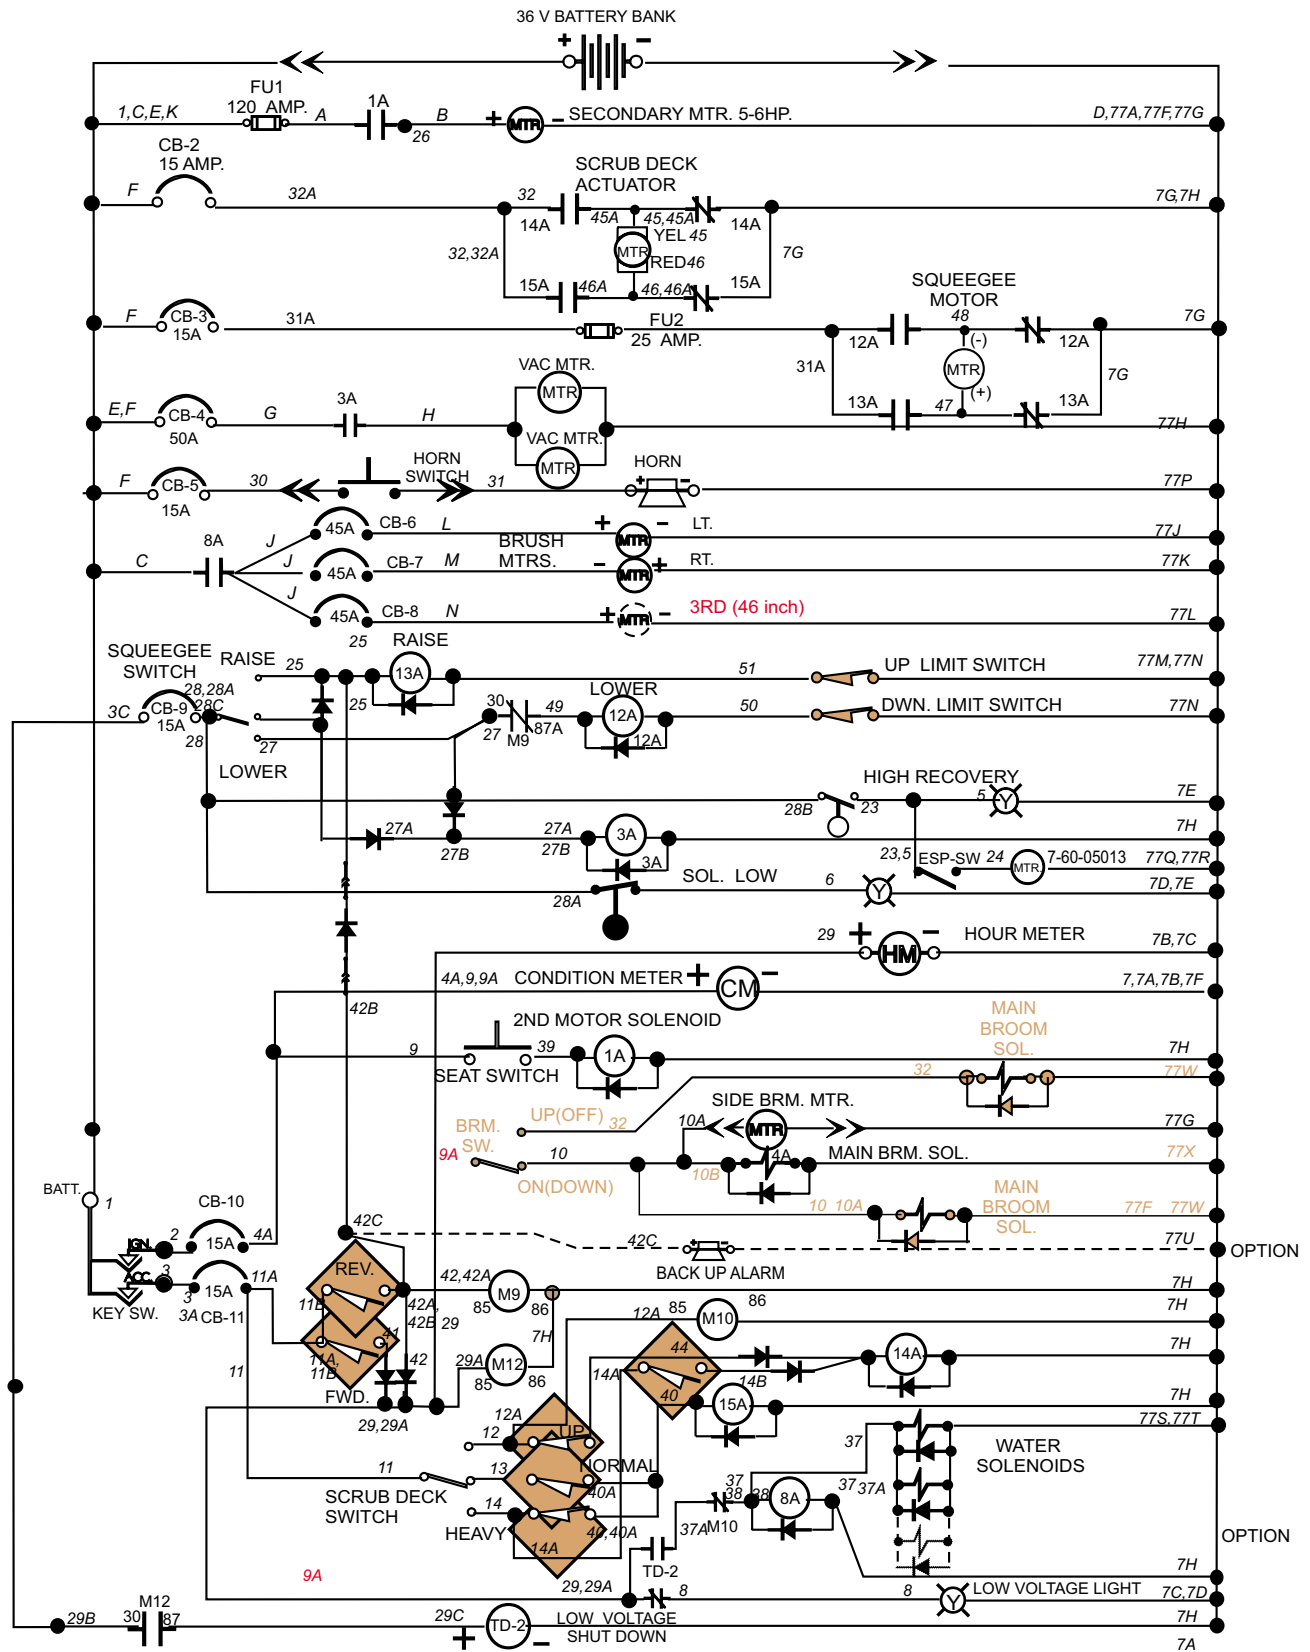 36 V BATTERY BANK
+ −
FU1
120 AMP.
1,C,E,K
A
1A
B
26
+ MTR − SECONDARY MTR. 5-6HP.
D,77A,77F,77G
CB-2
15 AMP.
F
32A
SCRUB DECK
ACTUATOR
32
14A
45A
45,45A
14A
7G,7H
YEL 45
MTR
RED46
32,32A
7G
15A
46A
46,46A
15A
SQUEEGEE
MOTOR
F
CB-3
15A
31A
FU2
25 AMP.
48
(-)
12A
12A
7G
31A
MTR
(+)
7G
13A
47
13A
VAC MTR.
MTR
E,F
CB-4
50A
G
3A
H
77H
VAC MTR.
MTR
F
CB-5
15A
30
HORN
SWITCH
31
HORN
+ −
77P
8A
C
J
J
J
45A
CB-6
L
+ MTR −
LT.
77J
BRUSH
MTRS.
45A
CB-7
M
− MTR +
RT.
77K
45A
CB-8
N
+ MTR −
3RD (46 inch)
77L
25
SQUEEGEE
SWITCH
RAISE
25
RAISE
13A
51
UP LIMIT SWITCH
77M,77N
28,28A
28C
3C
CB-9
15A
28
27
25
30
27
M9
49
87A
LOWER
12A
12A
50
DWN. LIMIT SWITCH
77N
LOWER
HIGH RECOVERY
28B
23
5
Y
7E
27A
27B
27A
27B
3A
3A
7H
23,5
ESP-SW
24
MTR.
7-60-05013
77Q,77R
SOL. LOW
28A
6
Y
7D,7E
29
+ HM −
HOUR METER
7B,7C
4A,9,9A
CONDITION METER
+ CM −
7,7A,7B,7F
42B
2ND MOTOR SOLENOID
9
39
1A
SEAT SWITCH
7H
MAIN
BROOM
SOL.
32
77W
SIDE BRM. MTR.
UP(OFF)
32
BRM.
SW.
9A
10A
MTR
77G
10
ON(DOWN)
10B
4A
MAIN BRM. SOL.
77X
10 10A
MAIN
BROOM
SOL.
77F 77W
BATT.
1
CB-10
2
15A
4A
IGN.
ACC.
3
3
3A
15A
CB-11
11A
KEY SW.
42C
42C
+ −
BACK UP ALARM
77U
OPTION
REV.
11B
42,42A
42A,
42B
29
M9
85
86
7H
12A
85
M10
86
7H
41
11A,
11B
42
FWD.
29A
M12
85
86
7H
44
14A
14B
14A
7H
40
15A
7H
11
29,29A
12A
12
UP
77S,77T
11
13
NORMAL
40A
37
WATER
SOLENOIDS
SCRUB DECK
SWITCH
14
HEAVY
14A
40,40A
37
38
38
8A
37
37A
37A
M10
OPTION
TD-2
7H
9A
29,29A
8
8
Y
LOW VOLTAGE LIGHT
7C,7D
29B
M12
30
87
29C
+ TD-2 −
LOW VOLTAGE
SHUT DOWN
7H
7A